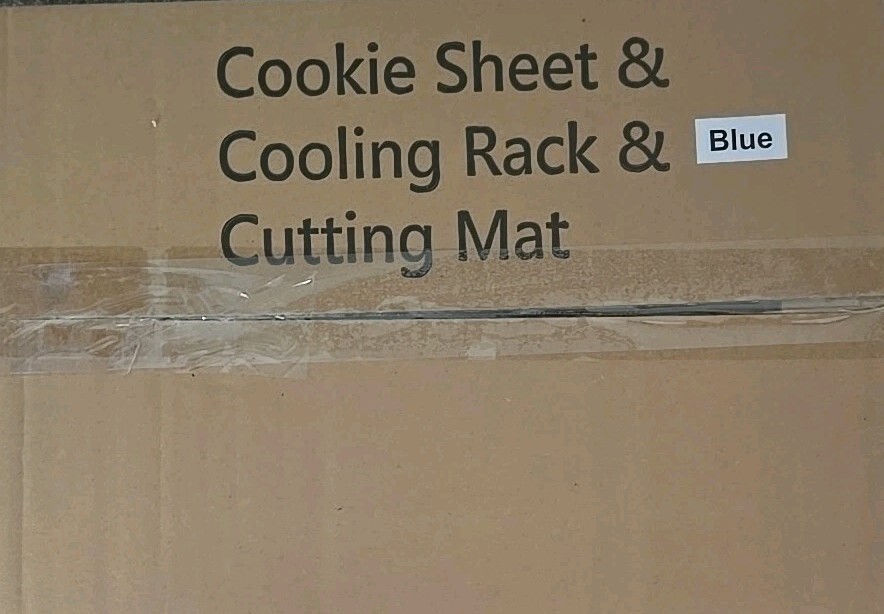 Cookie Sheet &
Cooling Rack &
Blue
Cutting Mat